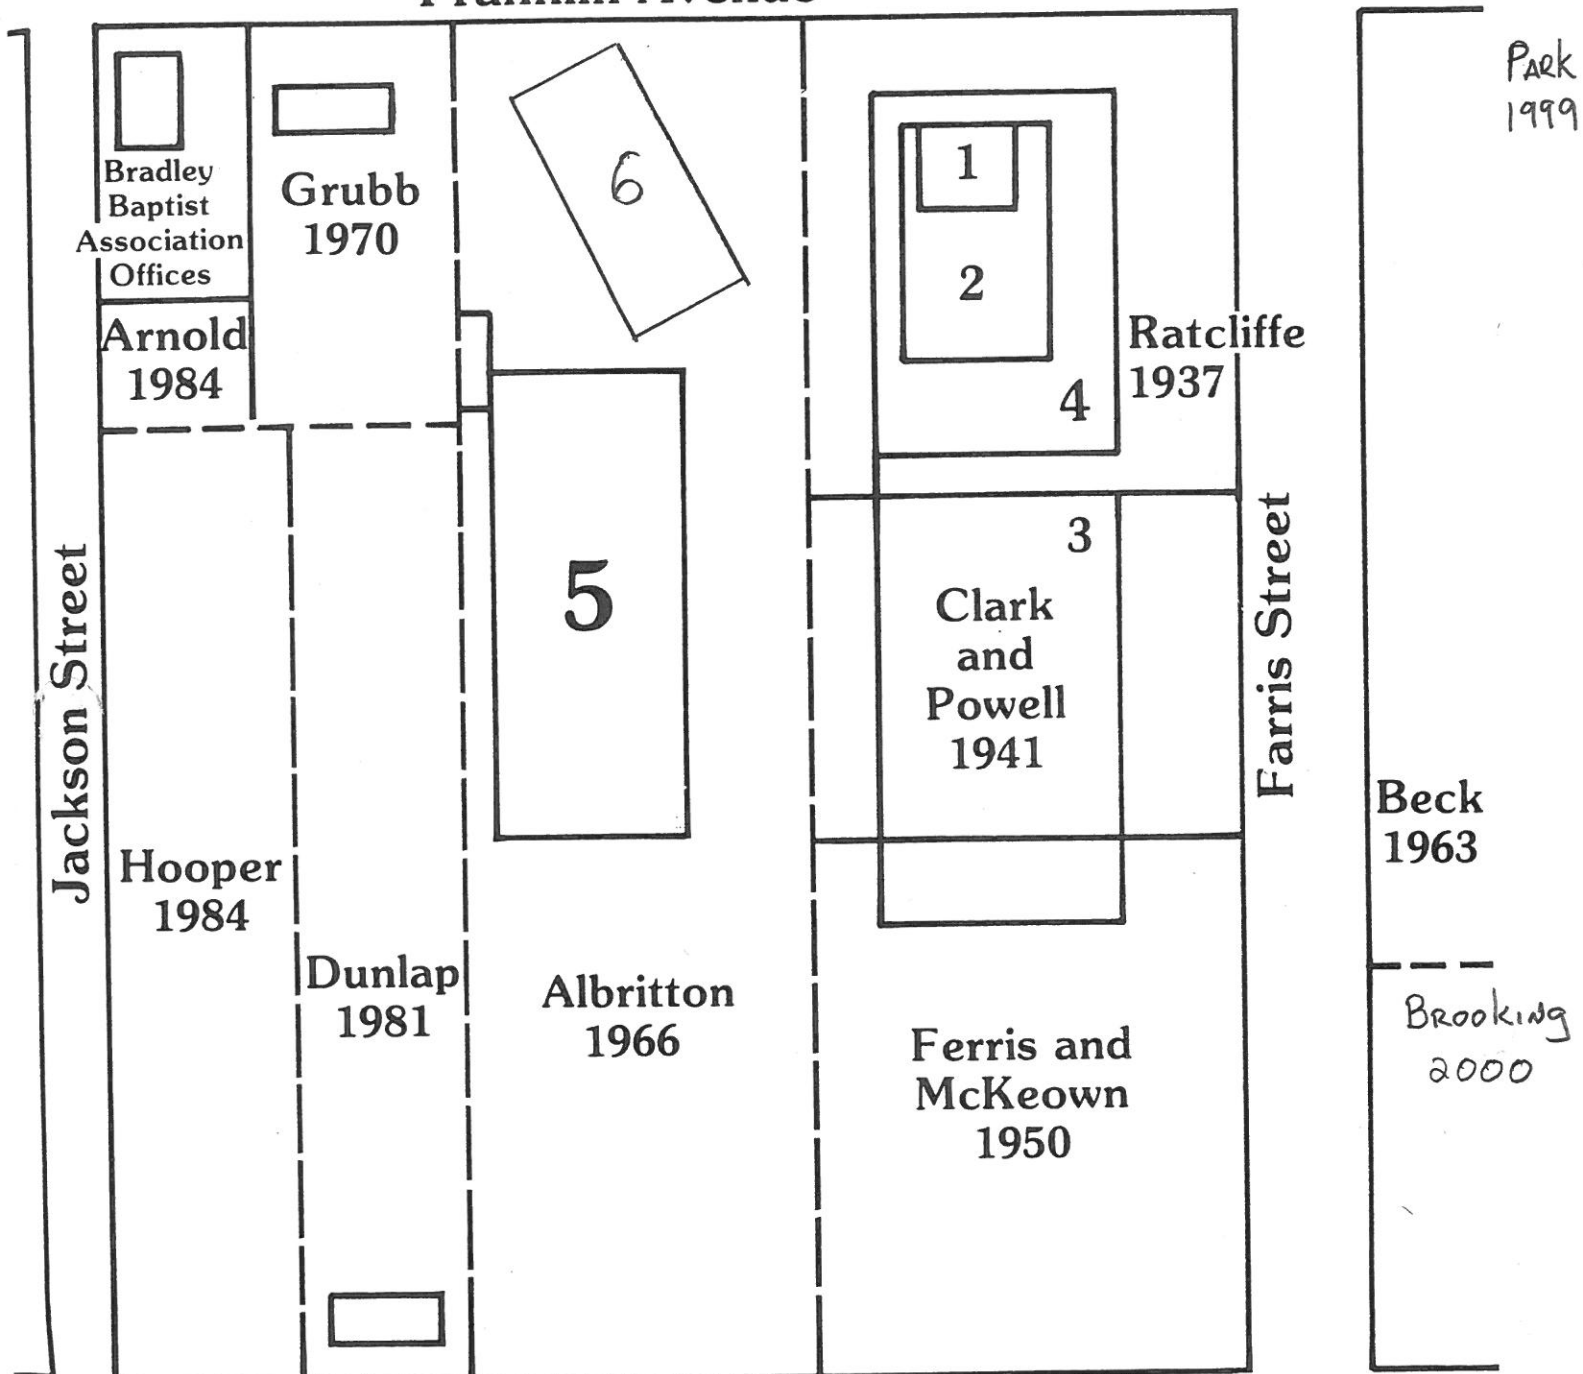 Park
1999
1
Bradley
Baptist
Association
Offices
Grubb
1970
6
2
Arnold
1984
Ratcliffe
1937
4
3
5
Clark
and
Powell
1941
Jackson Street
Farris Street
Beck
1963
Hooper
1984
Dunlap
1981
Albritton
1966
Brooking
2000
Ferris and
McKeown
1950